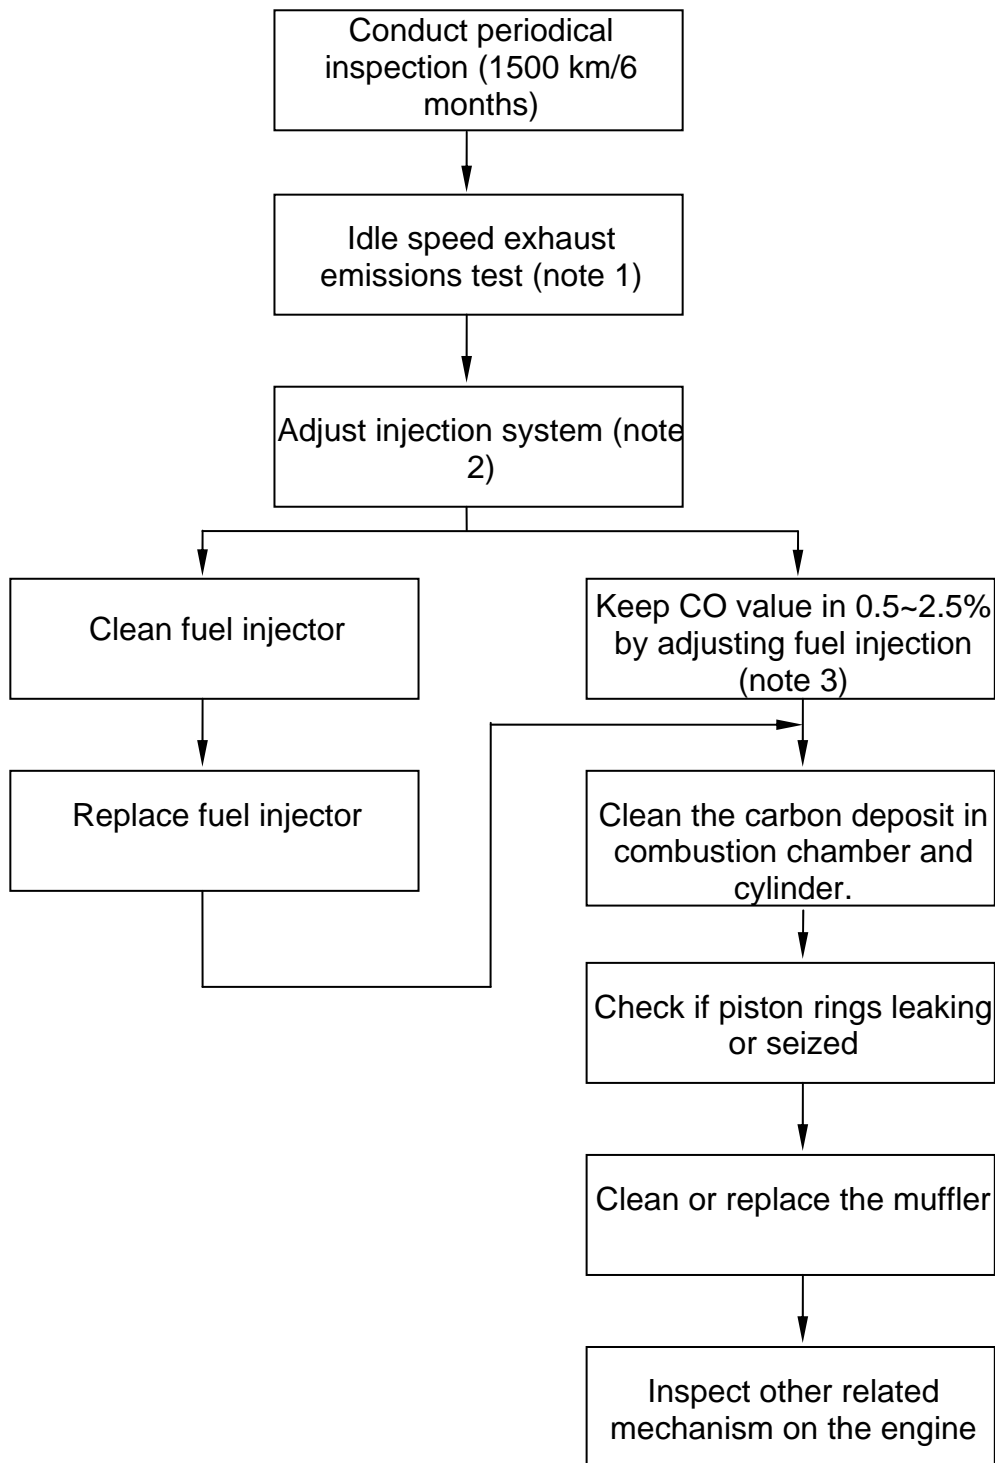 Conduct periodical
inspection (1500 km/6
months)
Idle speed exhaust
emissions test (note 1)
Adjust injection system (note
2)
Clean fuel injector
Keep CO value in 0.5~2.5%
by adjusting fuel injection
(note 3)
Replace fuel injector
Clean the carbon deposit in
combustion chamber and
cylinder.
Check if piston rings leaking
or seized
Clean or replace the muffler
Inspect other related
mechanism on the engine